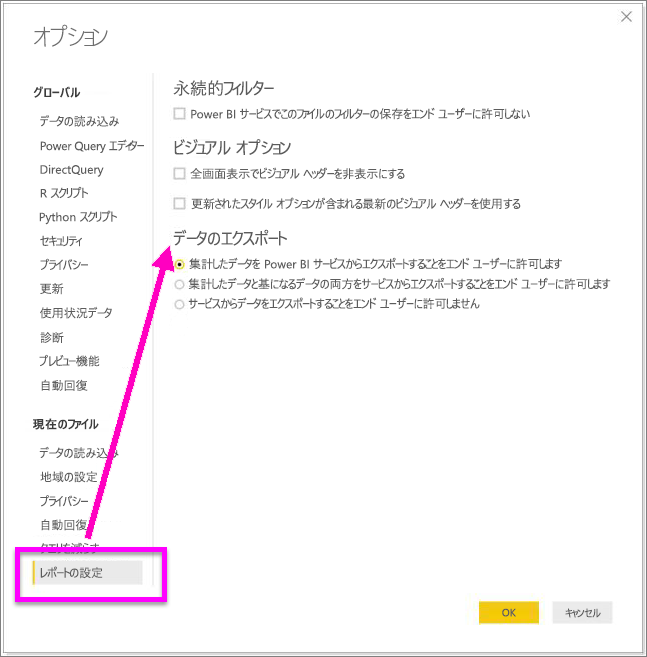 オプション
グローバル
データの読み込み
Power Query エディター
DirectQuery
R スクリプト
Python スクリプト
セキュリティ
プライバシー
更新
使用状況データ
診断
プレビュー機能
自動回復
現在のファイル
データの読み込み
地域の設定
プライバシー
自動回復
クエリを減らす
レポートの設定
永続的フィルター
Power BI サービスでこのファイルのフィルターの保存をエンド ユーザーに許可しない
ビジュアル オプション
全画面表示でビジュアル ヘッダーを非表示にする
更新されたスタイル オプションが含まれる最新のビジュアル ヘッダーを使用する
データのエクスポート
集計したデータを Power BI サービスからエクスポートすることをエンド ユーザーに許可します
集計したデータと基になるデータの両方をサービスからエクスポートすることをエンド ユーザーに許可します
サービスからデータをエクスポートすることをエンド ユーザーに許可しません
OK
キャンセル